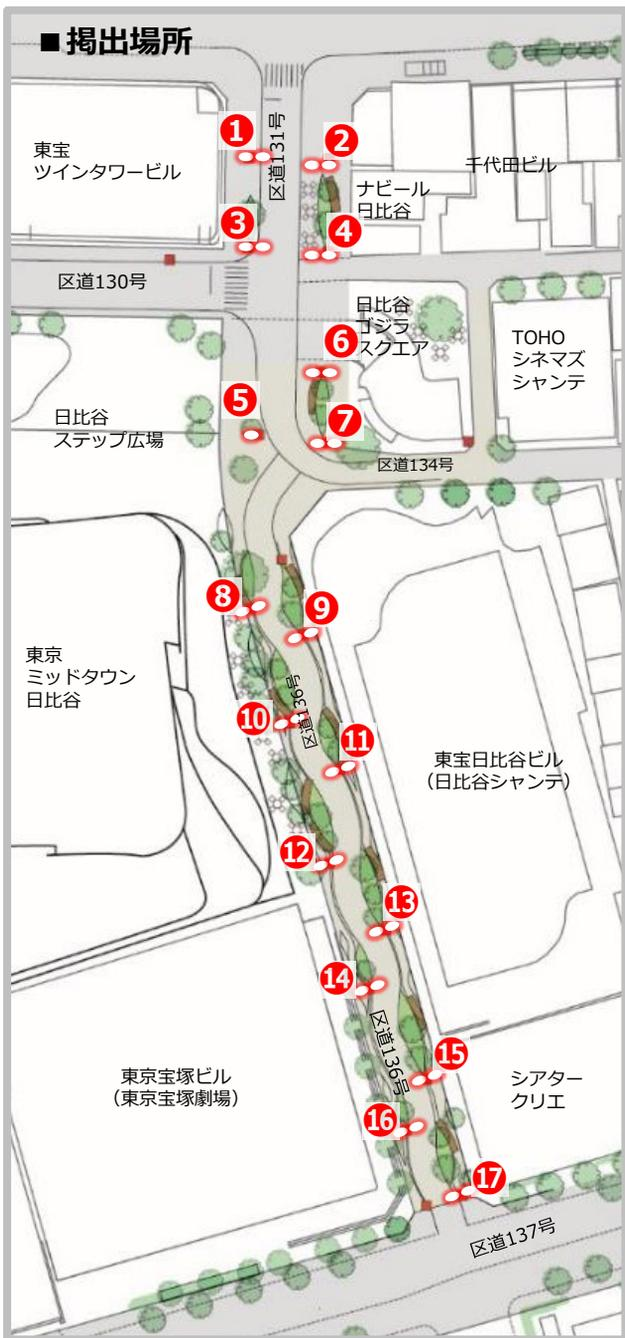 ■掲出場所
東宝
ツインタワービル
1
区道131号
2
ナビール
日比谷
千代田ビル
3
4
区道130号
日比谷
ゴジラ
スクエア
6
TOHO
シネマズ
シャンテ
5
7
日比谷
ステップ広場
区道134号
8
9
東京
ミッドタウン
日比谷
10
区道136号
11
東宝日比谷ビル
（日比谷シャンテ）
12
13
14
区道136号
15
東京宝塚ビル
（東京宝塚劇場）
シアター
クリエ
16
17
区道137号